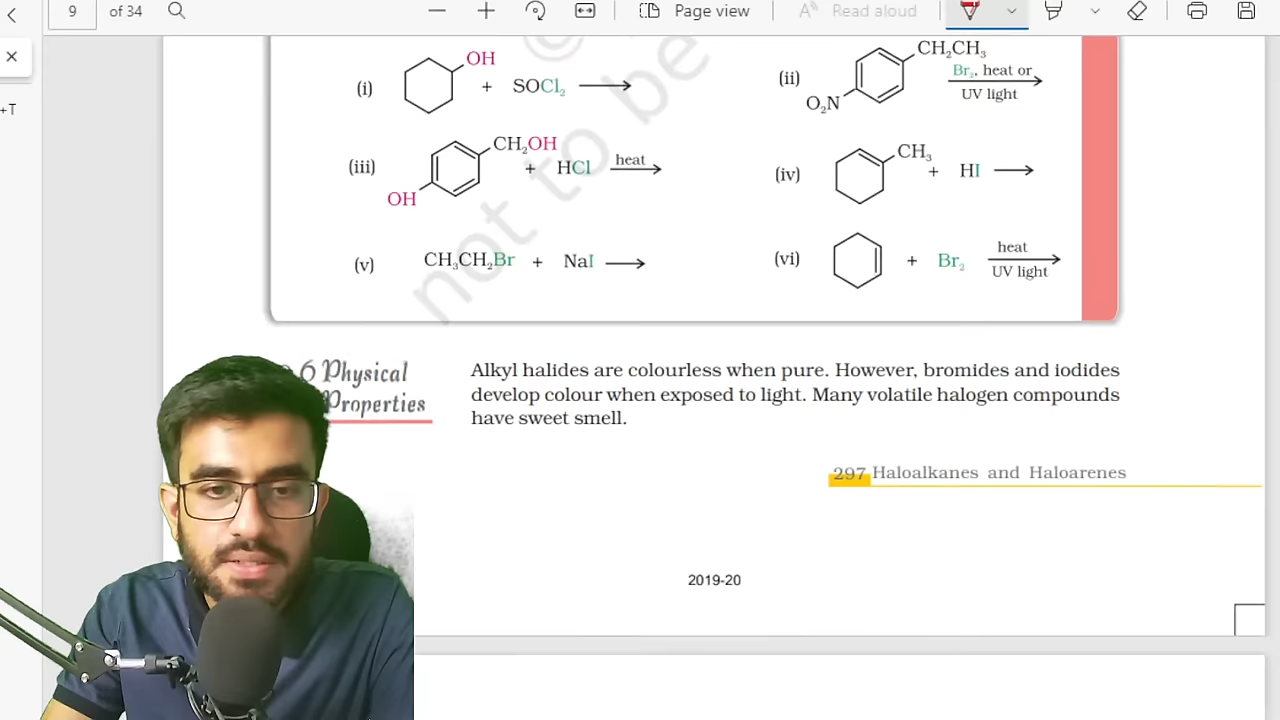 9 of 34 Page view Read aloud
+T
(i) OH + SOCl₂ ⟶
(ii) CH₂CH₃ O₂N Br₂, heat or UV light
(iii) CH₂OH OH + HCl heat
(iv) CH₃ + HI ⟶
(v) CH₃CH₂Br + NaI ⟶
(vi) + Br₂ heat UV light
not to be
6 Physical
Properties
Alkyl halides are colourless when pure. However, bromides and iodides
develop colour when exposed to light. Many volatile halogen compounds
have sweet smell.
297 Haloalkanes and Haloarenes
2019-20